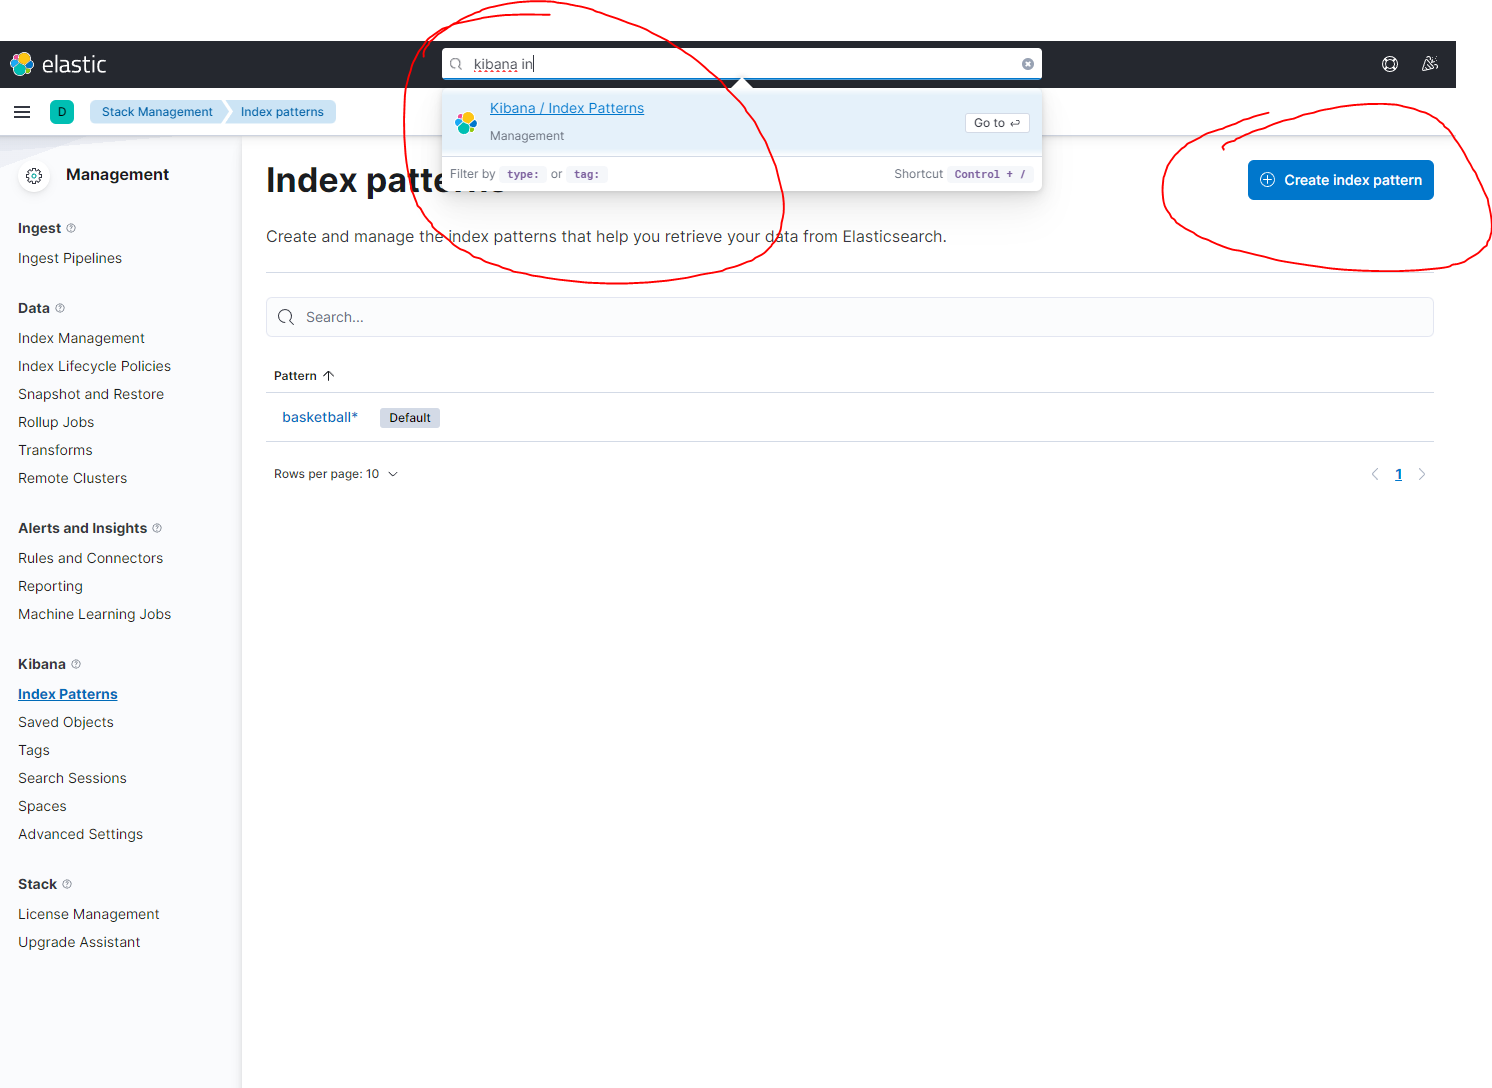 elastic
kibana in
D
Stack Management
Index patterns
Kibana / Index Patterns
Management
Go to
Filter by type: or tag:
Shortcut Control + /
Management
Index patterns
Create index pattern
Create and manage the index patterns that help you retrieve your data from Elasticsearch.
Ingest
Ingest Pipelines
Data
Index Management
Index Lifecycle Policies
Snapshot and Restore
Rollup Jobs
Transforms
Remote Clusters
Alerts and Insights
Rules and Connectors
Reporting
Machine Learning Jobs
Kibana
Index Patterns
Saved Objects
Tags
Search Sessions
Spaces
Advanced Settings
Stack
License Management
Upgrade Assistant
Search...
Pattern
basketball* Default
Rows per page: 10
1